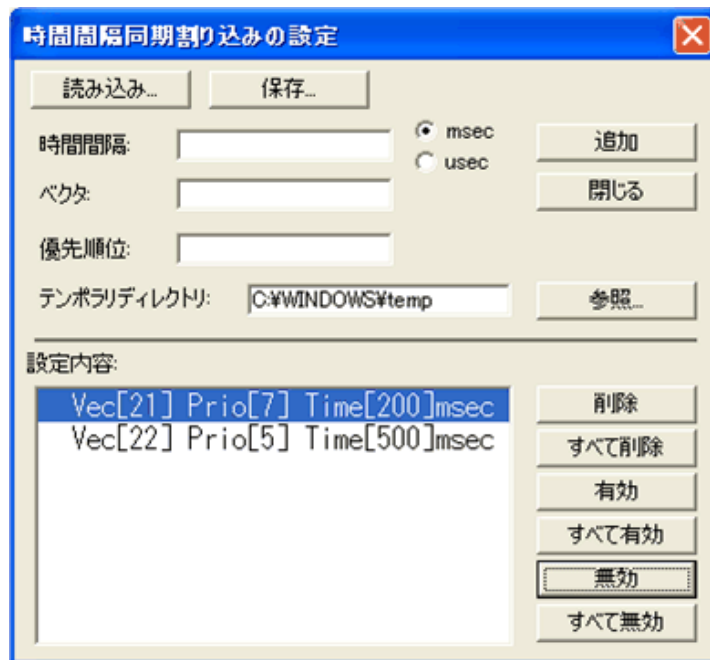 時間間隔同期割り込みの設定
読み込み... 保存...
時間間隔: msec 追加
usec
ベクタ: 閉じる
優先順位:
テンポラリディレクトリ: C:¥WINDOWS¥temp 参照...
設定内容:
Vec[21] Prio[7] Time[200]msec 削除
Vec[22] Prio[5] Time[500]msec すべて削除
有効
すべて有効
無効
すべて無効